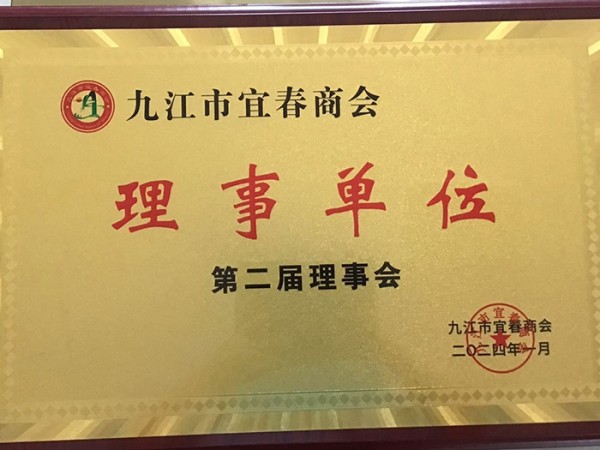 九江市宜春商会
理事单位
第二届理事会
九江市宜春商会
二〇二四年一月